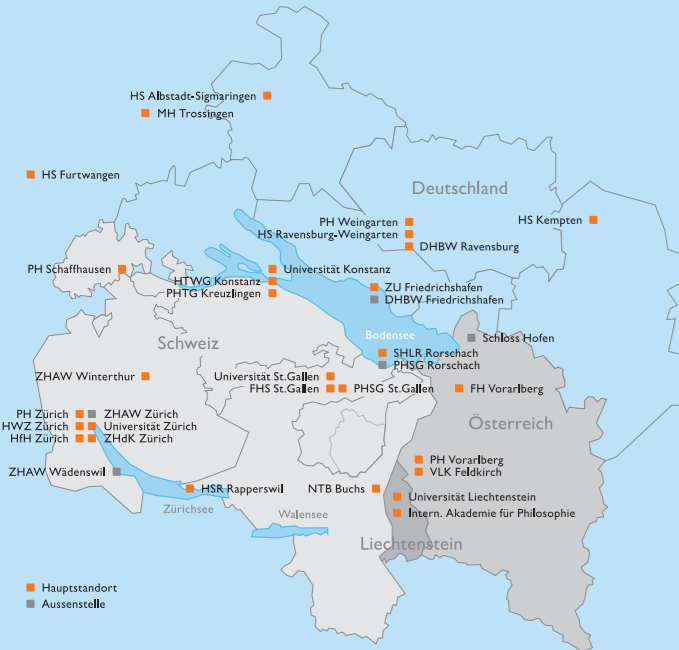 HS Albstadt-Sigmaringen
MH Trossingen
HS Furtwangen
Deutschland
PH Weingarten
HS Kempten
HS Ravensburg-Weingarten
DHBW Ravensburg
PH Schaffhausen
Universität Konstanz
HTWG Konstanz
ZU Friedrichshafen
PHTG Kreuzlingen
DHBW Friedrichshafen
Bodensee
Schloss Hofen
Schweiz
SHLR Rorschach
PHSG Rorschach
ZHAW Winterthur
Universität St.Gallen
FHS St.Gallen
PHSG St.Gallen
FH Vorarlberg
PH Zürich
ZHAW Zürich
Österreich
HWZ Zürich
Universität Zürich
HfH Zürich
ZHdK Zürich
PH Vorarlberg
ZHAW Wädenswil
VLK Feldkirch
HSR Rapperswil
NTB Buchs
Universität Liechtenstein
Zürichsee
Walensee
Intern. Akademie für Philosophie
Liechtenstein
Hauptstandort
Aussenstelle